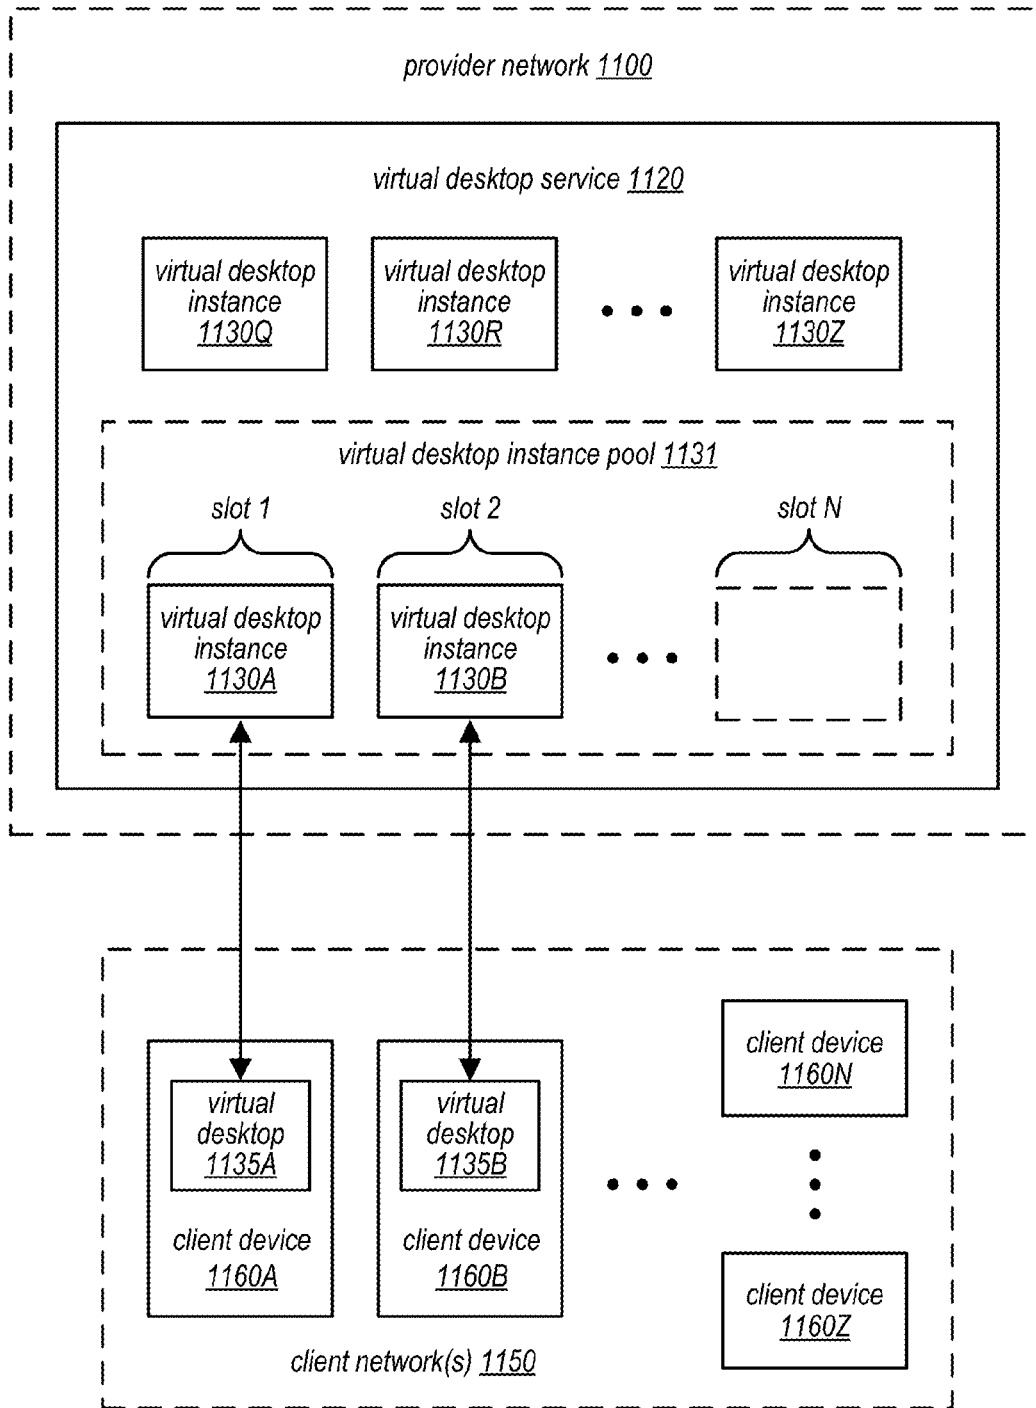 provider network 1100
virtual desktop service 1120
virtual desktop
instance
1130Q
virtual desktop
instance
1130R
virtual desktop
instance
1130Z
virtual desktop instance pool 1131
slot 1
slot 2
slot N
virtual desktop
instance
1130A
virtual desktop
instance
1130B
virtual
desktop
1135A
client device
1160A
virtual
desktop
1135B
client device
1160B
client device
1160N
client device
1160Z
client network(s) 1150